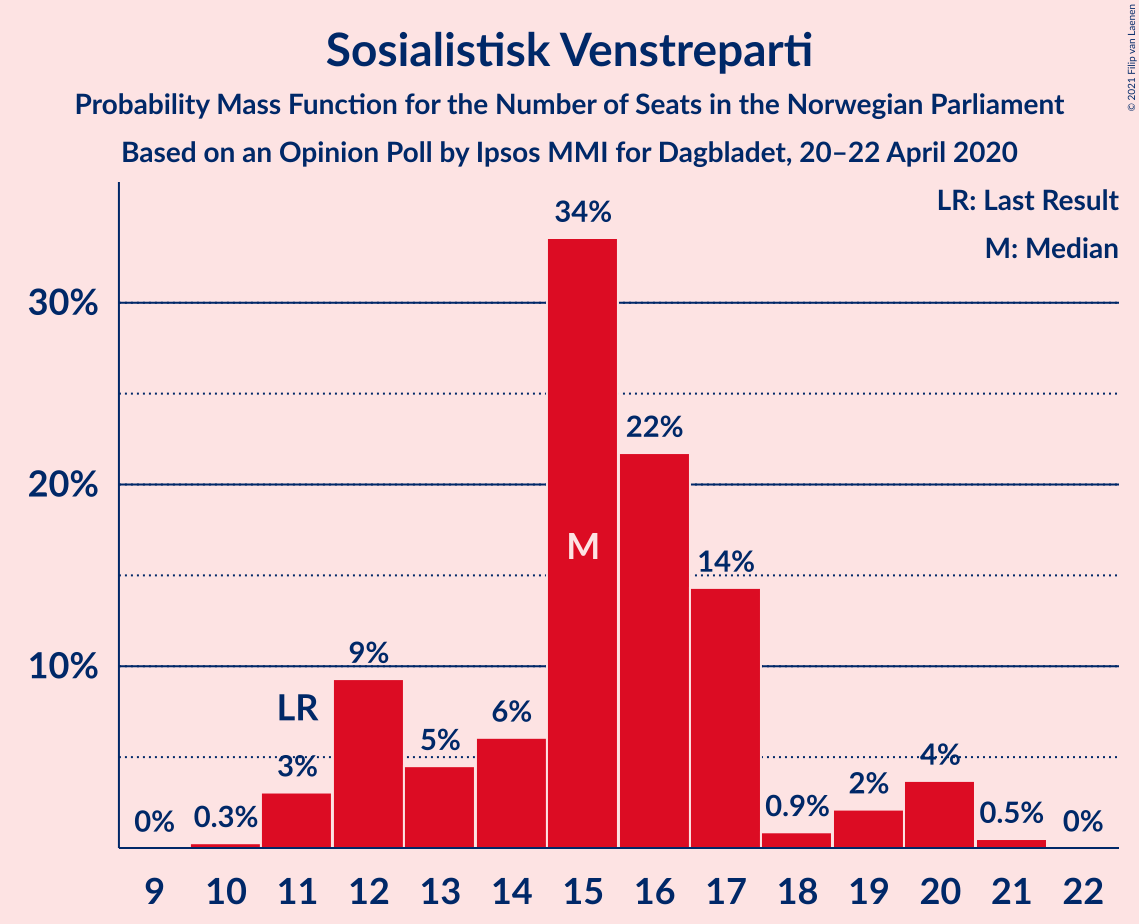 Sosialistisk Venstreparti
Probability Mass Function for the Number of Seats in the Norwegian Parliament
Based on an Opinion Poll by Ipsos MMI for Dagbladet, 20–22 April 2020
© 2021 Filip van Laenen
LR: Last Result
M: Median
34%
30%
22%
20%
M
14%
10%
9%
LR
6%
5%
3%
4%
2%
0%
0.3%
0.9%
0.5%
0%
9 10 11 12 13 14 15 16 17 18 19 20 21 22